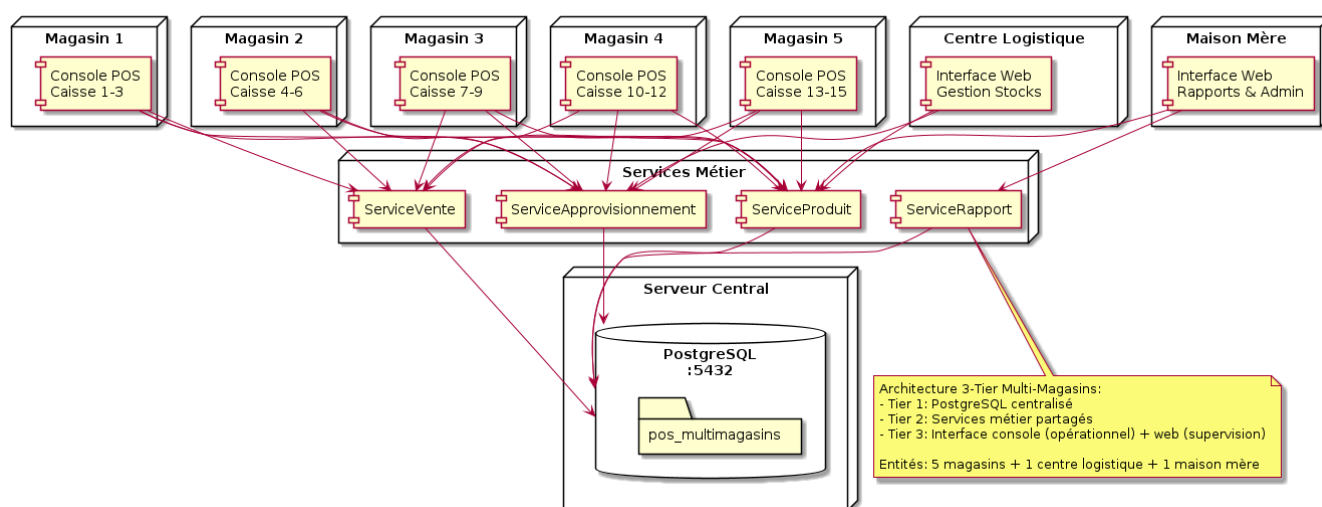 Magasin 1
Console POS
Caisse 1-3
Magasin 2
Console POS
Caisse 4-6
Magasin 3
Console POS
Caisse 7-9
Magasin 4
Console POS
Caisse 10-12
Magasin 5
Console POS
Caisse 13-15
Centre Logistique
Interface Web
Gestion Stocks
Maison Mère
Interface Web
Rapports & Admin
Services Métier
ServiceVente
ServiceApprovisionnement
ServiceProduit
ServiceRapport
Serveur Central
PostgreSQL
:5432
pos_multimagasins
Architecture 3-Tier Multi-Magasins:
- Tier 1: PostgreSQL centralisé
- Tier 2: Services métier partagés
- Tier 3: Interface console (opérationnel) + web (supervision)
Entités: 5 magasins + 1 centre logistique + 1 maison mère